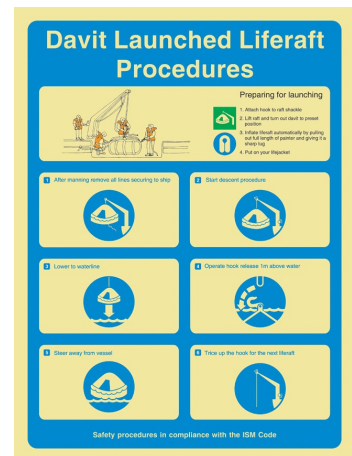 Davit Launched Liferaft
Procedures
Preparing for launching
1. Attach hook to raft shackle
2. Lift raft and turn out davit to preset
position
3. Inflate liferaft automatically by pulling
out full length of painter and giving it a
sharp tug
4. Put on your lifejacket
1 After manning remove all lines securing to ship
2 Start descent procedure
3 Lower to waterline
4 Operate hook release 1m above water
5 Steer away from vessel
6 Trice up the hook for the next liferaft
Safety procedures in compliance with the ISM Code